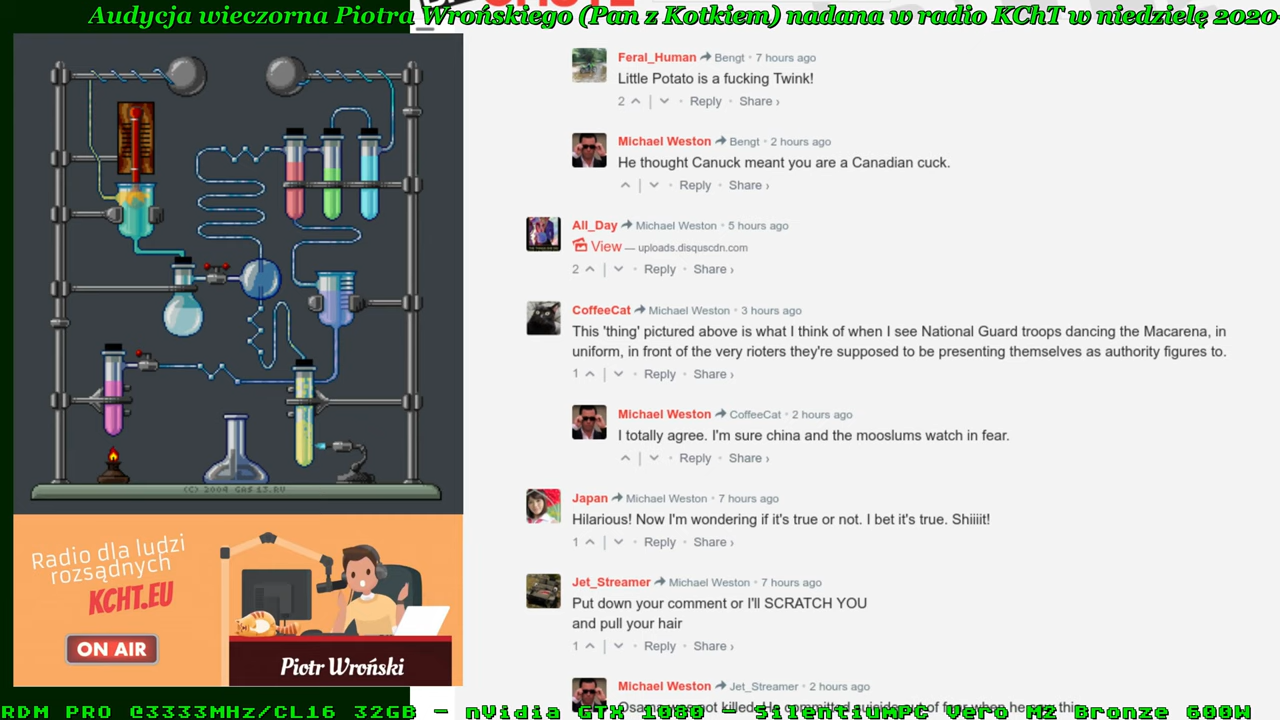 Audycja wieczorna Piotra Wrońskiego (Pan z Kotkiem) nadana w radio KChT w niedzielę 2020
Feral_Human Bengt • 7 hours ago
Little Potato is a fucking Twink!
2 | • Reply • Share ›
Michael Weston Bengt • 2 hours ago
He thought Canuck meant you are a Canadian cuck.
| • Reply • Share ›
All_Day Michael Weston • 5 hours ago
View — uploads.disquscdn.com
2 | • Reply • Share ›
CoffeeCat Michael Weston • 3 hours ago
This 'thing' pictured above is what I think of when I see National Guard troops dancing the Macarena, in
uniform, in front of the very rioters they're supposed to be presenting themselves as authority figures to.
1 | • Reply • Share ›
Michael Weston CoffeeCat • 2 hours ago
I totally agree. I'm sure china and the mooslums watch in fear.
| • Reply • Share ›
Japan Michael Weston • 7 hours ago
Hilarious! Now I'm wondering if it's true or not. I bet it's true. Shiiiit!
1 | • Reply • Share ›
Jet_Streamer Michael Weston • 7 hours ago
Put down your comment or I'll SCRATCH YOU
and pull your hair
1 | • Reply • Share ›
Michael Weston Jet_Streamer • 2 hours ago
(C) 2009 GAS 13.RU
Radio dla ludzi
rozsądnych
KCHT.EU
ON AIR
Piotr Wroński
RDM PRO @3333MHz/CL16 32GB - nVidia GTX 1080 - SilentiumPC Vero M2 Bronze 600W